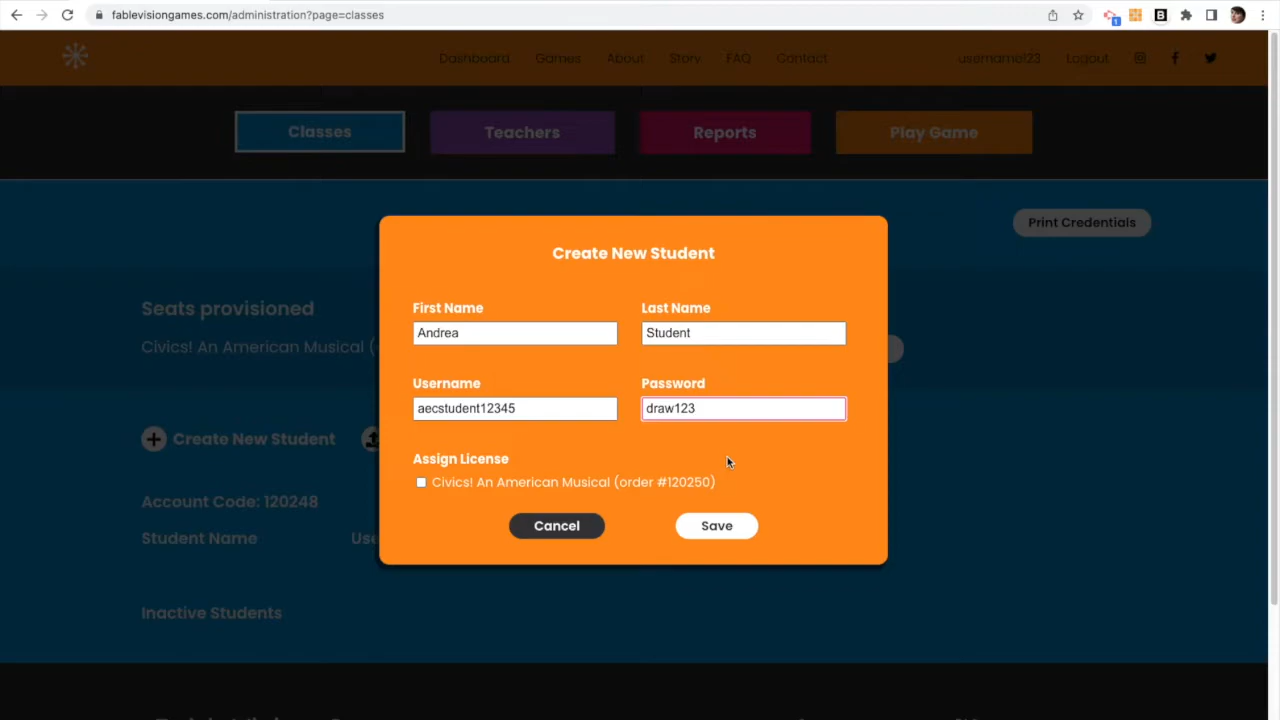 fablevisiongames.com/administration?page=classes
1
B
Dashboard Games About Story FAQ Contact username123 Logout
Classes Teachers Reports Play Game
Print Credentials
Create New Student
Seats provisioned
First Name Last Name
Andrea Student
Civics! An American Musical (
Username Password
aecstudent12345 draw123
Create New Student
Assign License
Civics! An American Musical (order #120250)
Account Code: 120248
Cancel Save
Student Name Use
Inactive Students